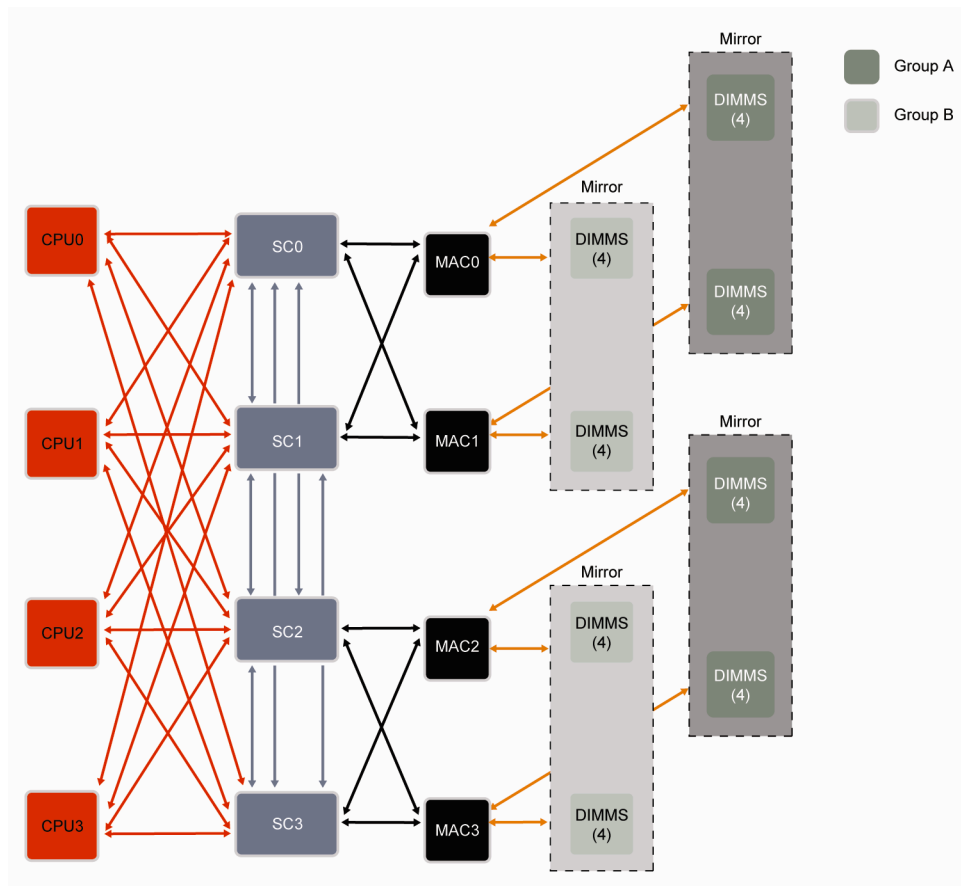 Mirror
Group A
DIMMS
(4)
Group B
Mirror
CPU0
SC0
DIMMS
(4)
MAC0
DIMMS
(4)
CPU1
SC1
MAC1
DIMMS
(4)
Mirror
DIMMS
(4)
Mirror
CPU2
SC2
DIMMS
(4)
MAC2
DIMMS
(4)
CPU3
SC3
MAC3
DIMMS
(4)